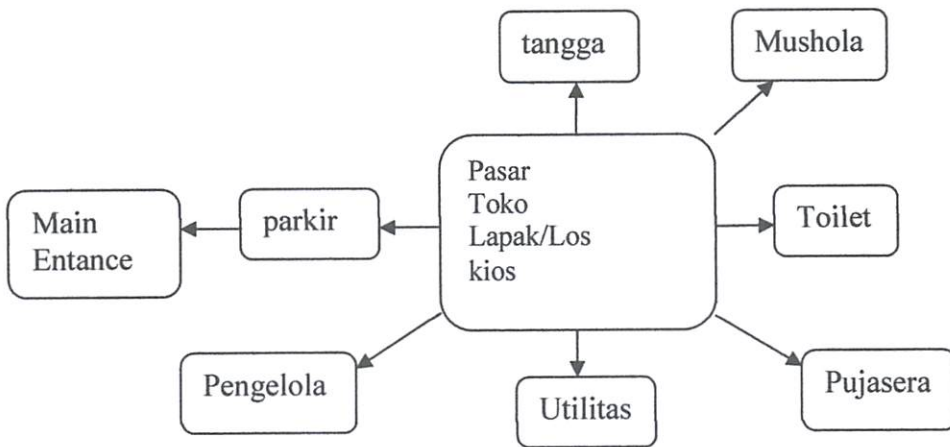 tangga
Mushola
Pasar
Toko
Lapak/Los
kios
Main
Entance
parkir
Toilet
Pengelola
Utilitas
Pujasera